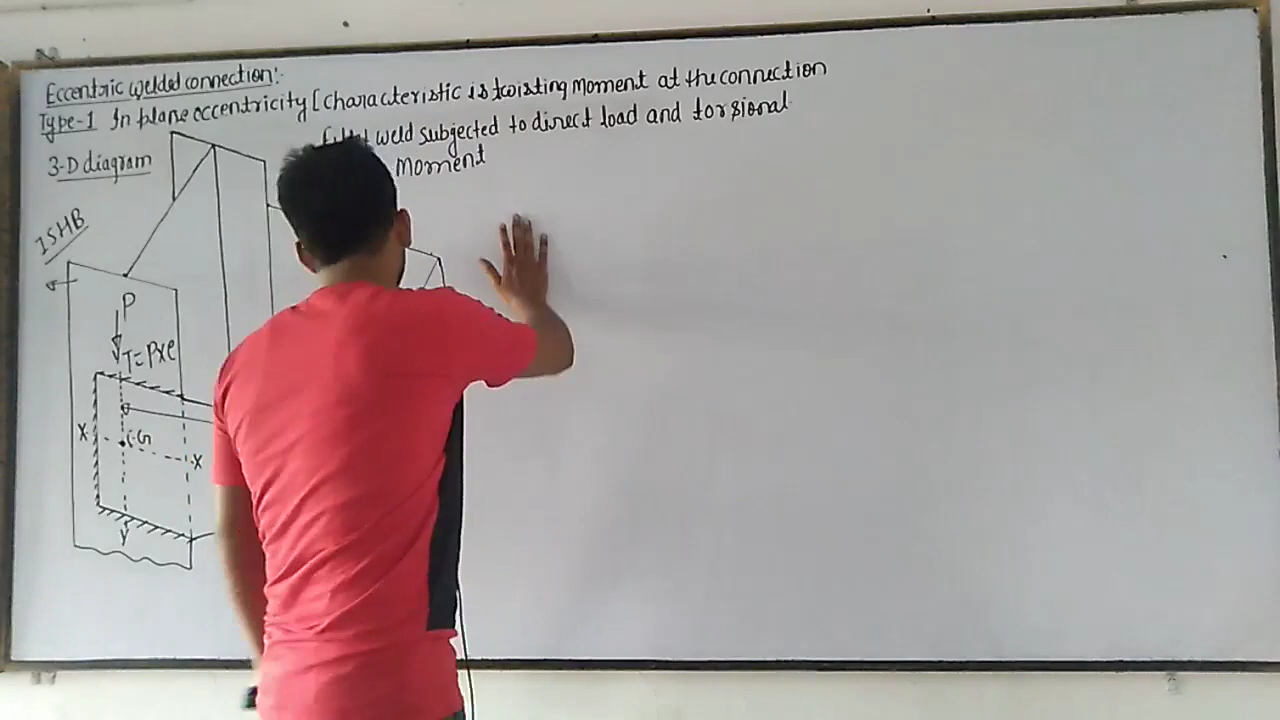 Eccentric welded connection:-
Type-1 In plane eccentricity [characteristic is twisting Moment at the connection
weld subjected to direct load and torsional
Moment
3-D diagram
ISHB
P
T=Pxe
X
C·G
X
Y